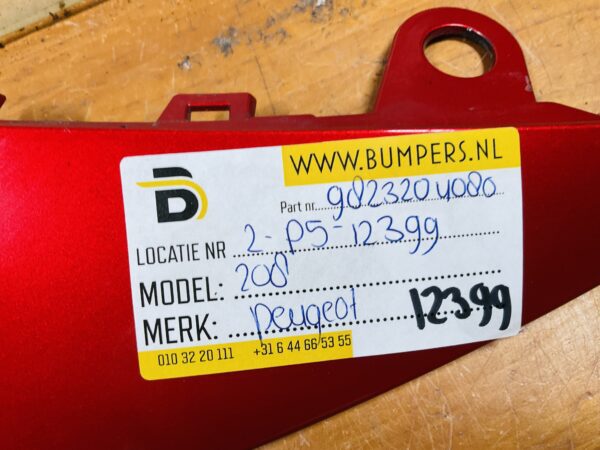 WWW.BUMPERS.NL
Part nr. 9823204080
LOCATIE NR 2-P5-12399
MODEL: 208
MERK: peugeot
12399
010 32 20 111 +31 6 44 66 53 55